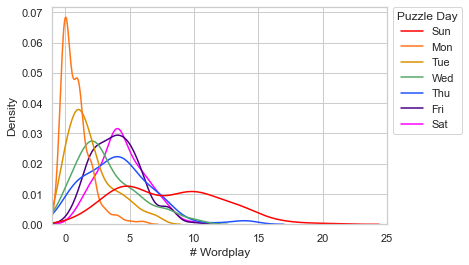 0.07
0.06
0.05
0.04
0.03
0.02
0.01
0.00
Density
0
5
10
15
20
25
# Wordplay
Puzzle Day
Sun
Mon
Tue
Wed
Thu
Fri
Sat